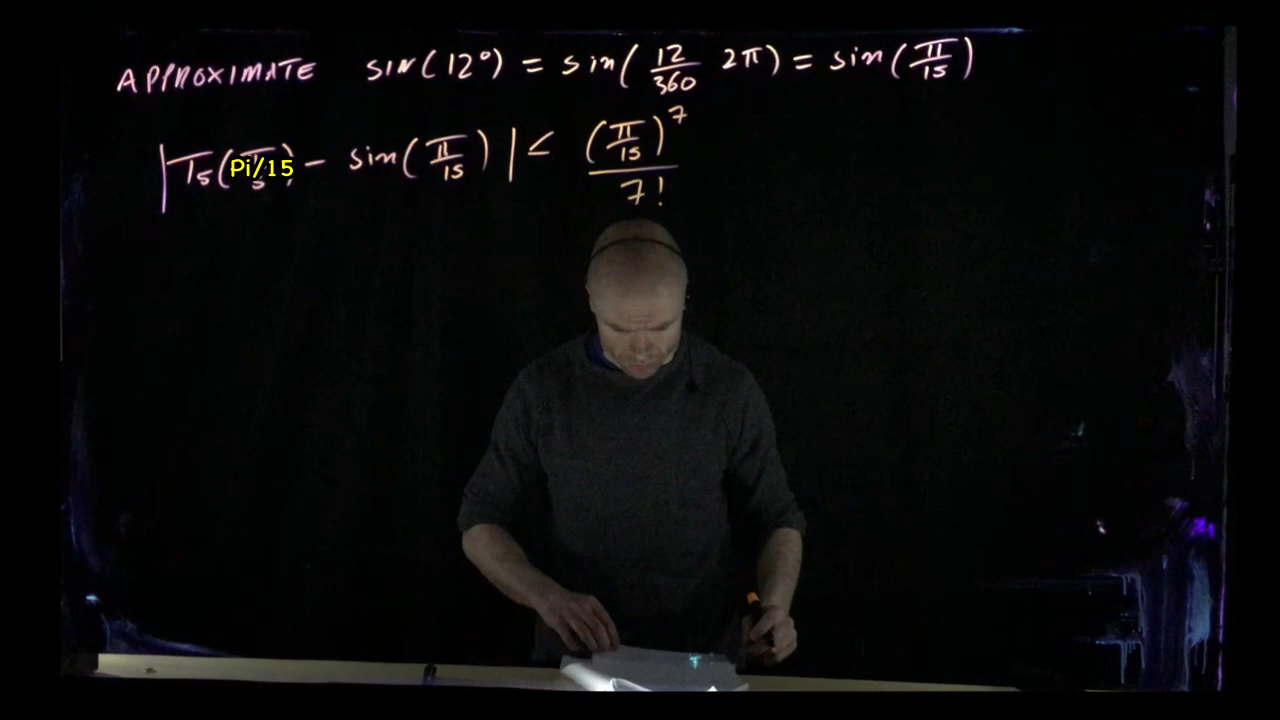 APPROXIMATE sin(12°) = sin(12/360 2π) = sin(π/15)
|T₅(Pi/15) − sin(π/15)| < (π/15)⁷/7!